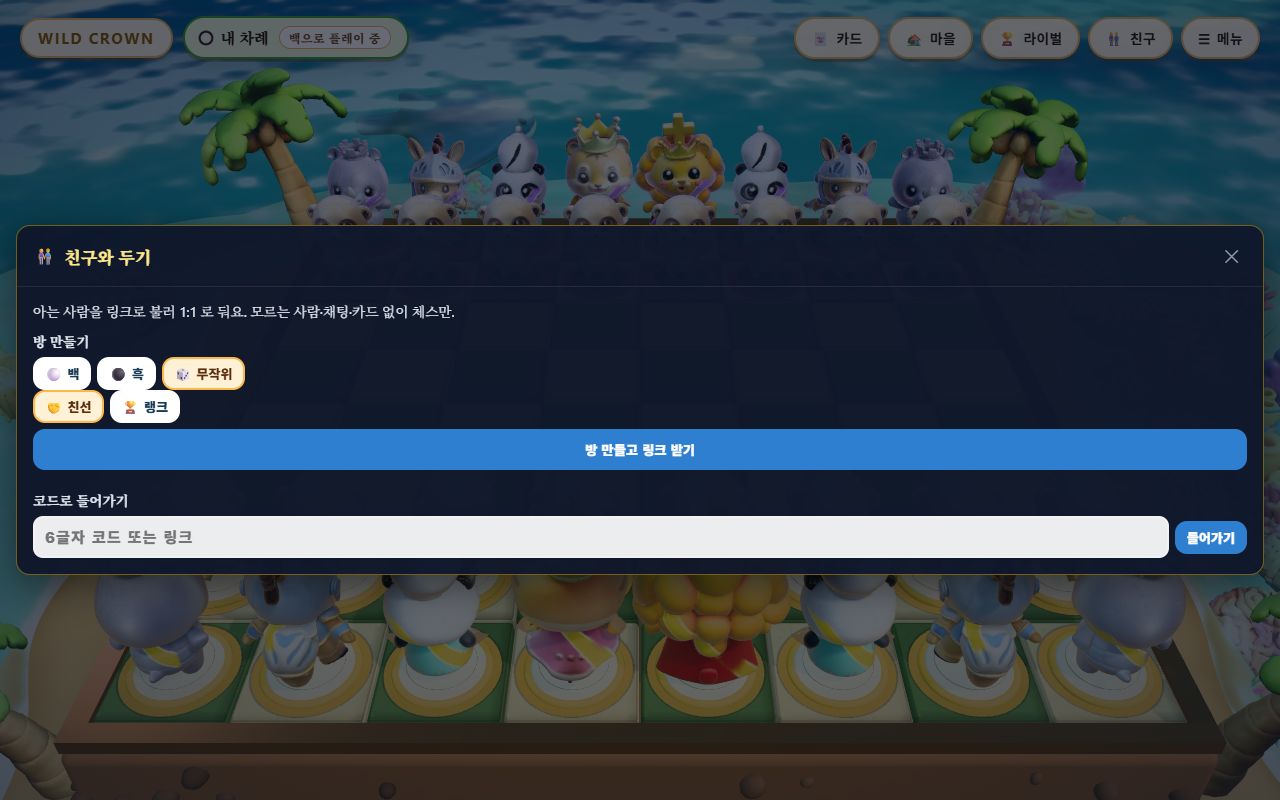 WILD CROWN
내 차례 백으로 플레이 중
카드
마을
라이벌
친구
메뉴
친구와 두기
아는 사람을 링크로 불러 1:1 로 둬요. 모르는 사람·채팅·카드 없이 체스만.
방 만들기
백 흑 무작위
친선 랭크
방 만들고 링크 받기
코드로 들어가기
6글자 코드 또는 링크
들어가기